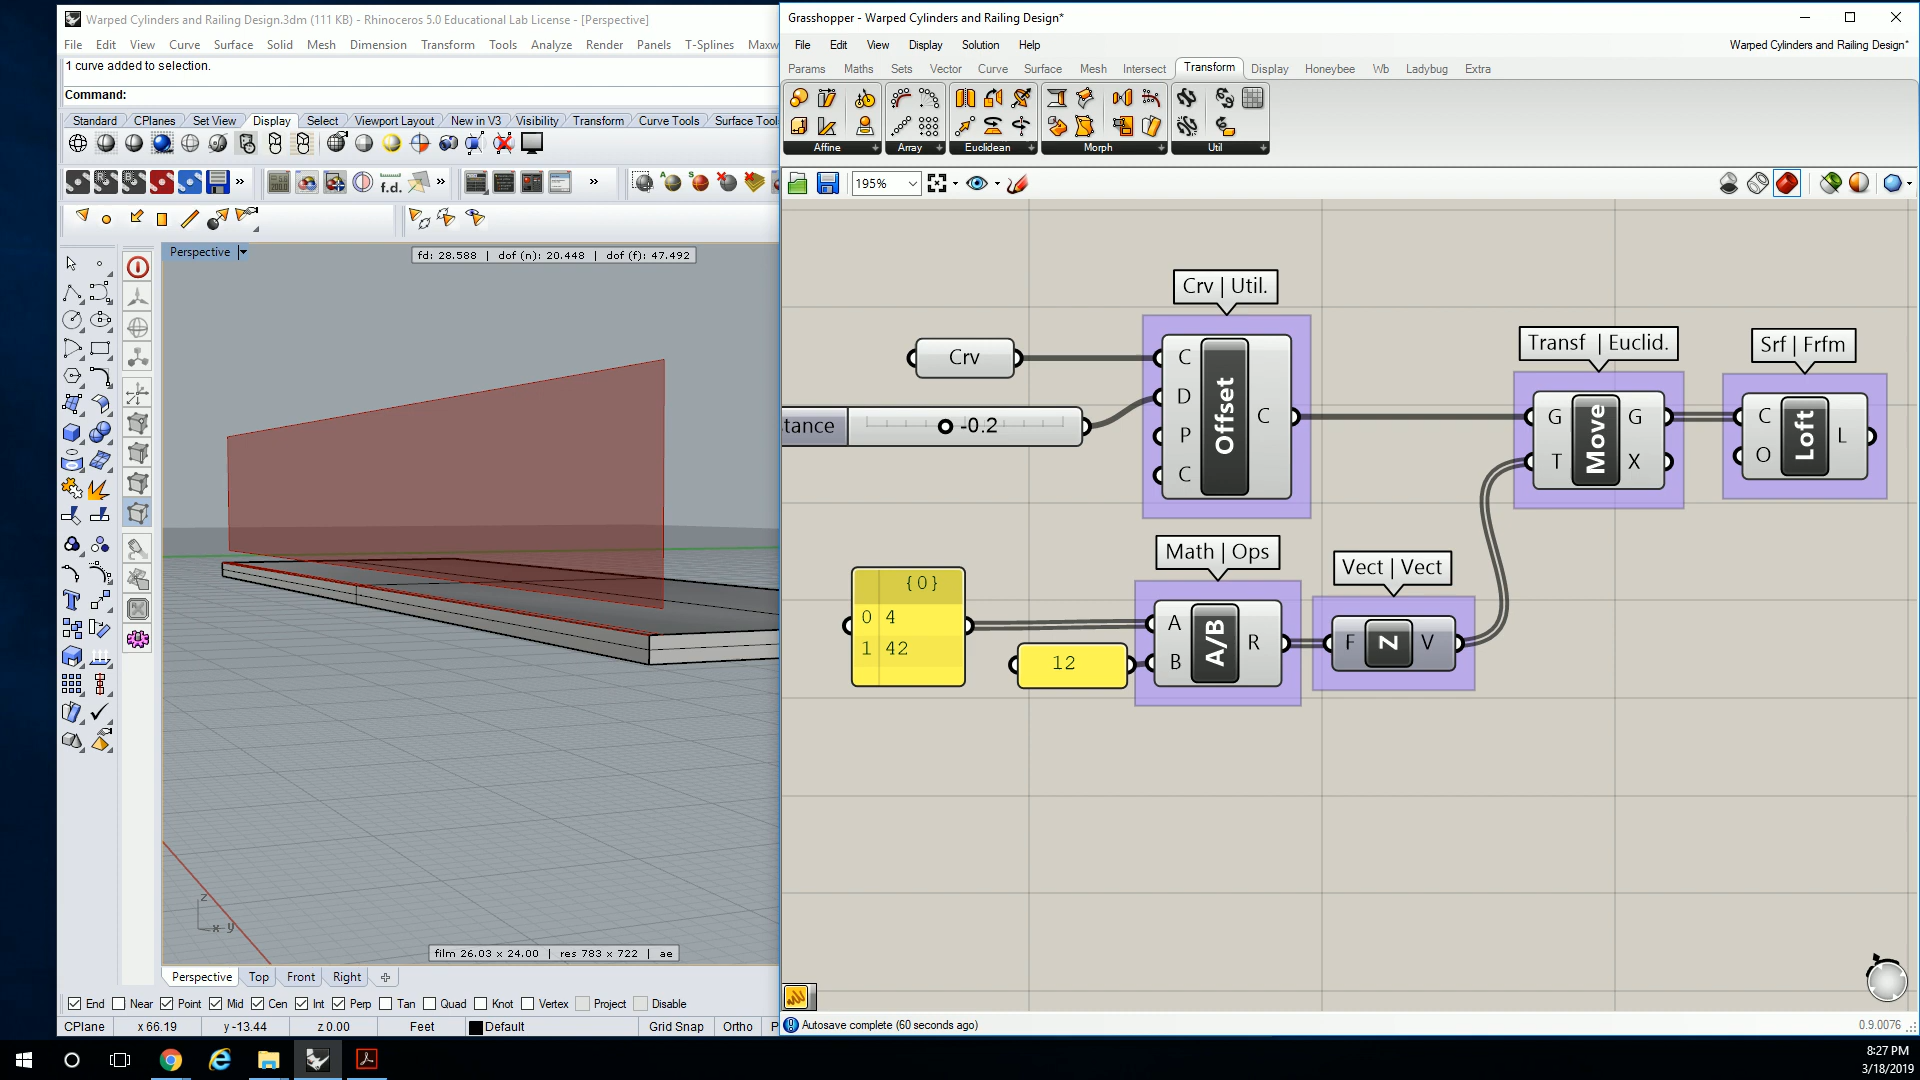 Warped Cylinders and Railing Design.3dm (111 KB) - Rhinoceros 5.0 Educational Lab License - [Perspective]
File Edit View Curve Surface Solid Mesh Dimension Transform Tools Analyze Render Panels T-Splines Maxw
1 curve added to selection.
Command:
Standard CPlanes Set View Display Select Viewport Layout New in V3 Visibility Transform Curve Tools Surface Tool
f.d.
Perspective
fd: 28.588 | dof (n): 20.448 | dof (f): 47.492
z
x y
film 26.03 x 24.00 | res 783 x 722 | ae
Perspective Top Front Right
End Near Point Mid Cen Int Perp Tan Quad Knot Vertex Project Disable
CPlane x 66.19 y -13.44 z 0.00 Feet Default Grid Snap Ortho P
Grasshopper - Warped Cylinders and Railing Design*
File Edit View Display Solution Help
Warped Cylinders and Railing Design*
Params Maths Sets Vector Curve Surface Mesh Intersect Transform Display Honeybee Wb Ladybug Extra
Affine Array Euclidean Morph Util
195%
Crv | Util.
Crv
C
D
P
C
Offset
C
tance
-0.2
Transf | Euclid.
G
T
Move
G
X
Srf | Frfm
C
O
Loft
L
{0}
0 4
1 42
12
Math | Ops
A
B
A/B
R
Vect | Vect
F
Z
V
Autosave complete (60 seconds ago)
0.9.0076
8:27 PM
3/18/2019